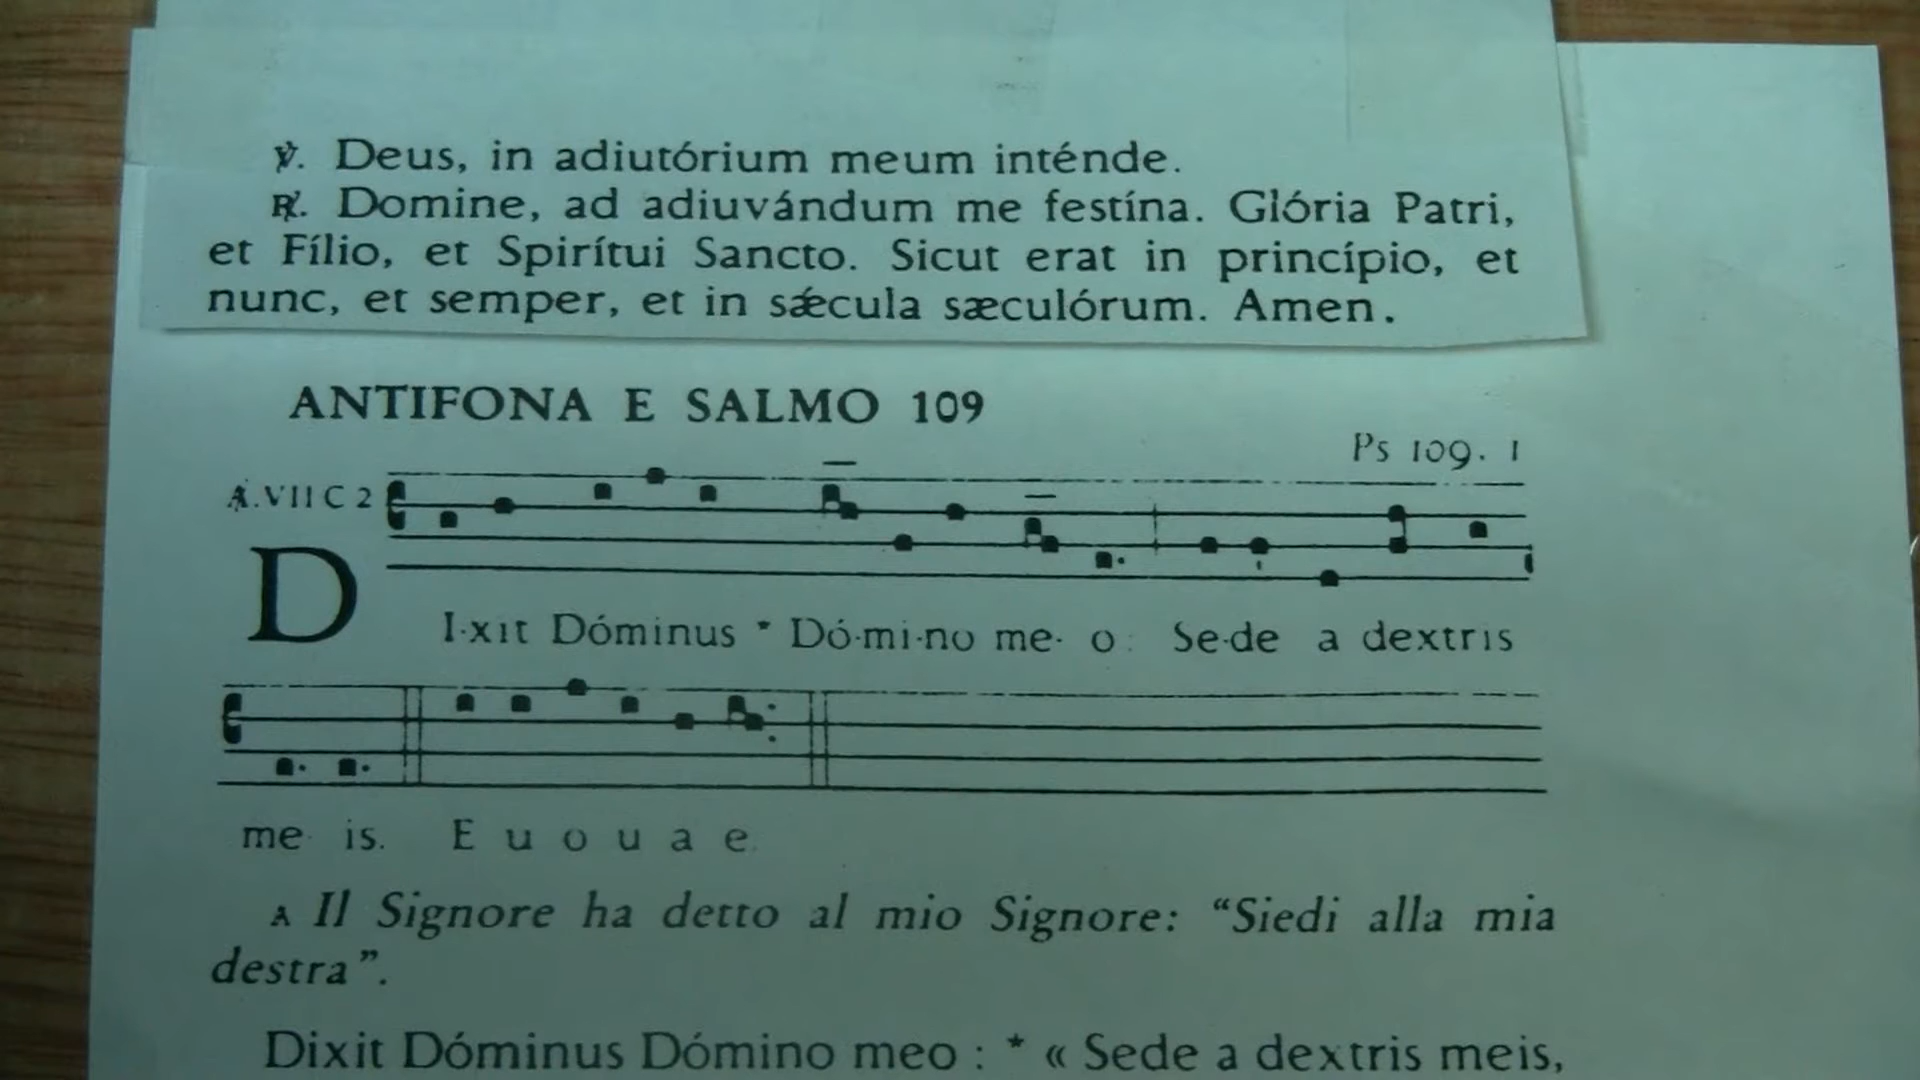 ℣. Deus, in adiutórium meum inténde.
℟. Domine, ad adiuvándum me festína. Glória Patri,
et Fílio, et Spirítui Sancto. Sicut erat in princípio, et
nunc, et semper, et in sǽcula sæculórum. Amen.
ANTIFONA E SALMO 109
Ps 109. 1
A.VII C 2
DI·xit Dóminus * Dó·mi·no me· o: Se·de a dextris
me· is. E u o u a e.
A Il Signore ha detto al mio Signore: “Siedi alla mia
destra”.
Dixit Dóminus Dómino meo : * « Sede a dextris meis,